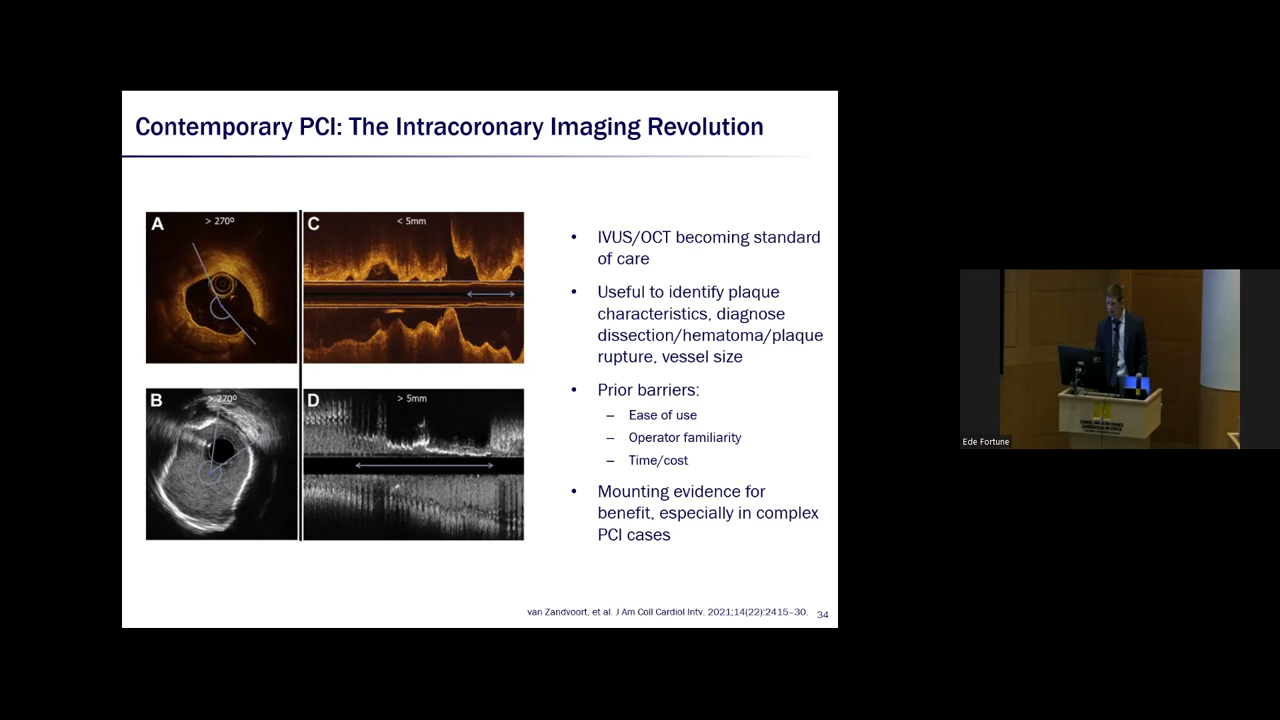 Contemporary PCI: The Intracoronary Imaging Revolution
A
> 270º
C
< 5mm
B
> 270º
D
> 5mm
• IVUS/OCT becoming standard
of care
• Useful to identify plaque
characteristics, diagnose
dissection/hematoma/plaque
rupture, vessel size
• Prior barriers:
– Ease of use
– Operator familiarity
– Time/cost
• Mounting evidence for
benefit, especially in complex
PCI cases
van Zandvoort, et al. J Am Coll Cardiol Intv. 2021;14(22):2415–30.
34
Ede Fortune